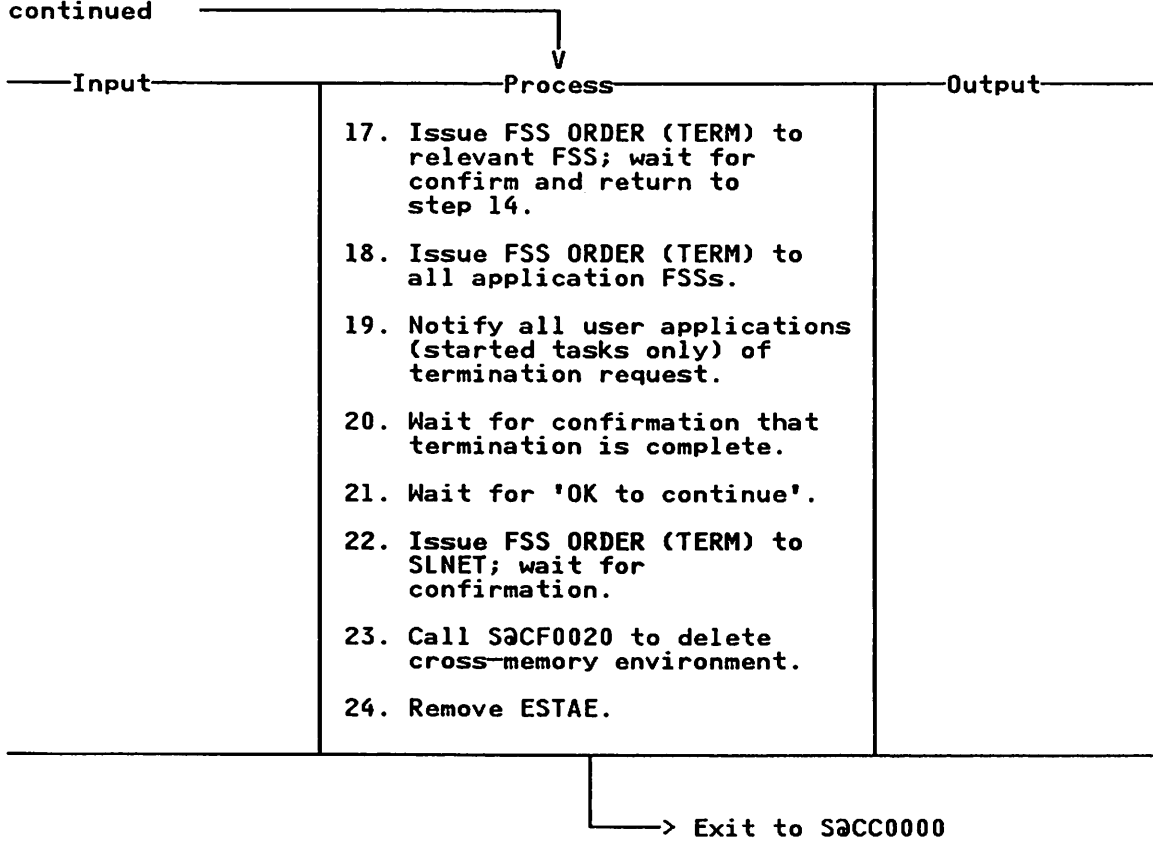 continued
Input Process Output
17. Issue FSS ORDER (TERM) to
relevant FSS; wait for
confirm and return to
step 14.
18. Issue FSS ORDER (TERM) to
all application FSSs.
19. Notify all user applications
(started tasks only) of
termination request.
20. Wait for confirmation that
termination is complete.
21. Wait for 'OK to continue'.
22. Issue FSS ORDER (TERM) to
SLNET; wait for
confirmation.
23. Call S@CF0020 to delete
cross-memory environment.
24. Remove ESTAE.
Exit to S@CC0000